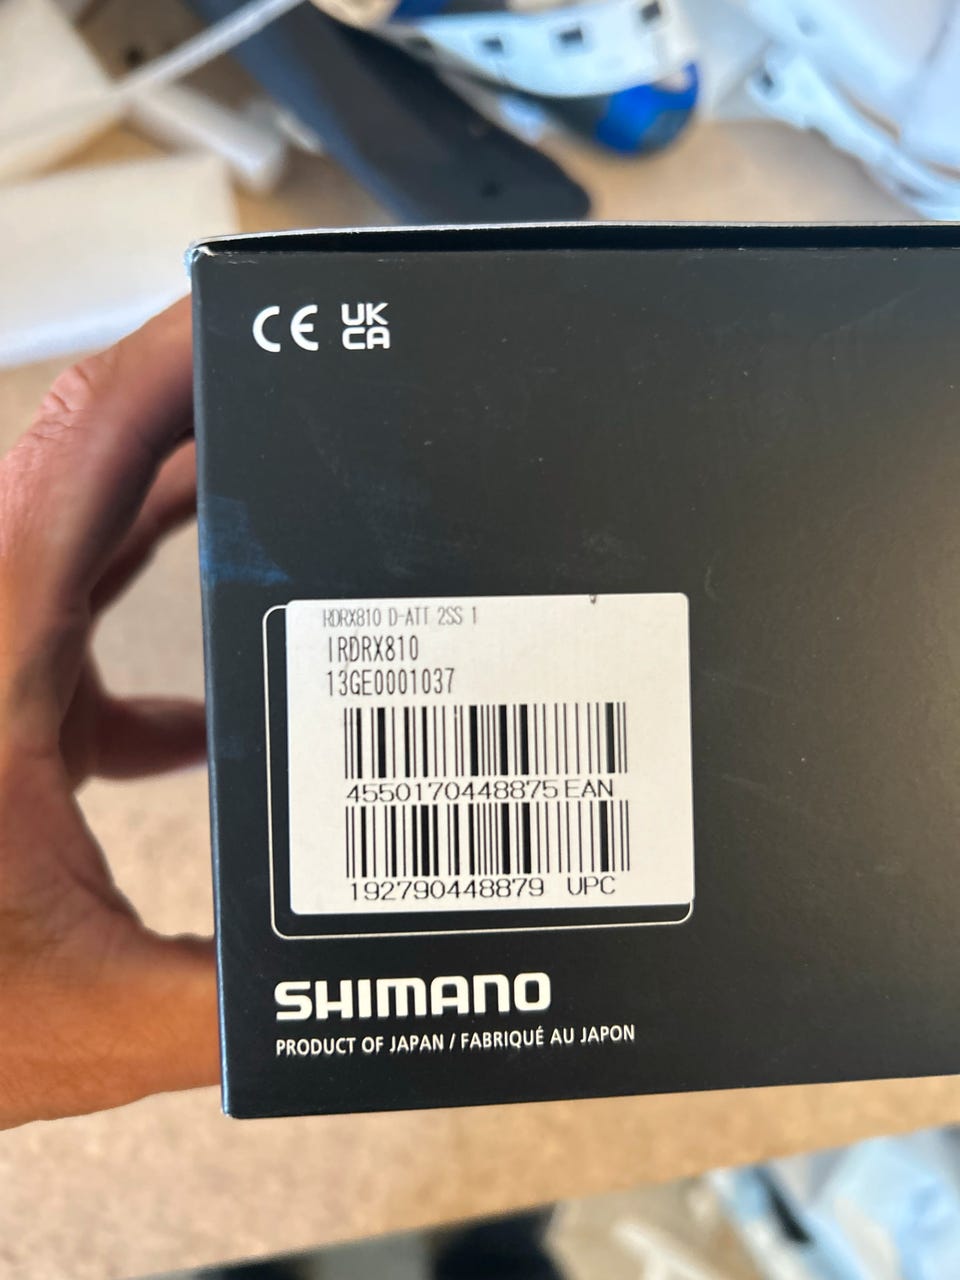 CE UK
CA
RDRX810 D-ATT 2SS 1
IRDRX810
13GE0001037
4550170448875 EAN
192790448879 UPC
SHIMANO
PRODUCT OF JAPAN / FABRIQUÉ AU JAPON